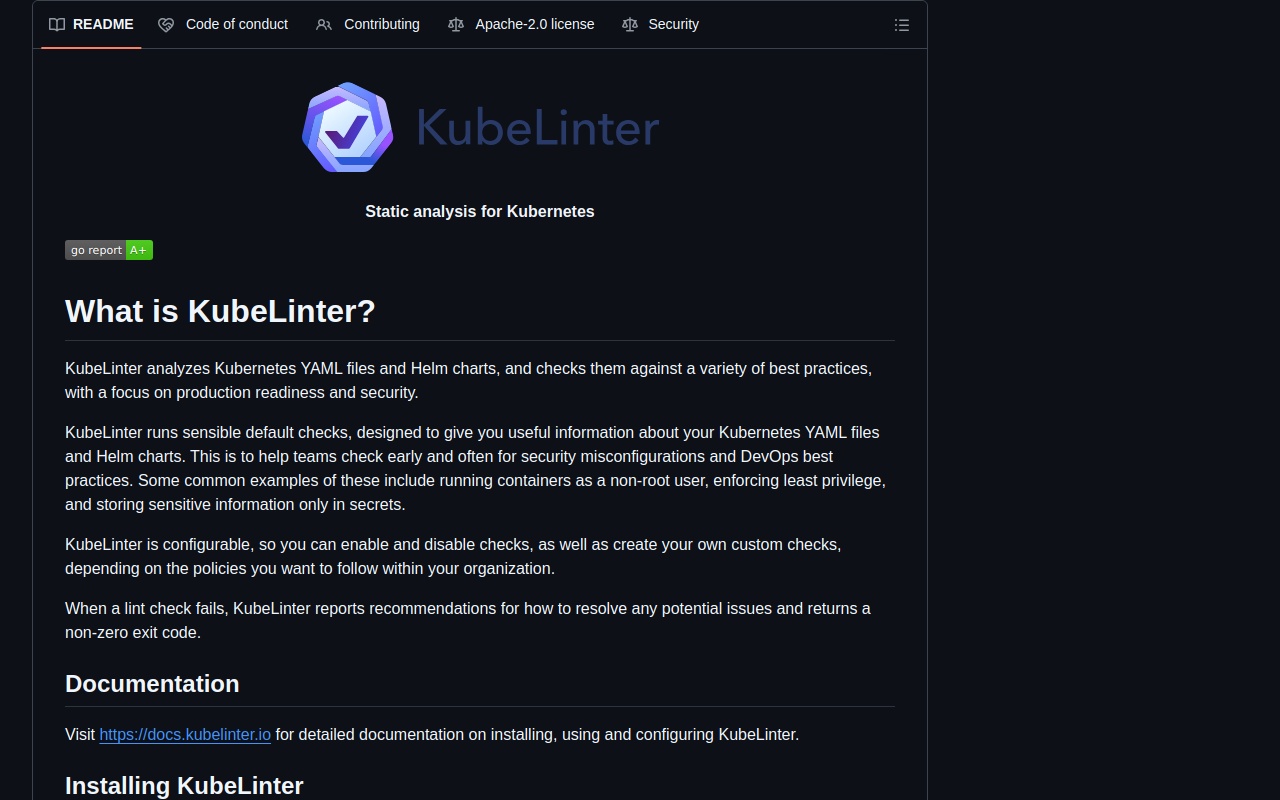 README
Code of conduct
Contributing
Apache-2.0 license
Security
KubeLinter
Static analysis for Kubernetes
go report A+
What is KubeLinter?
KubeLinter analyzes Kubernetes YAML files and Helm charts, and checks them against a variety of best practices,
with a focus on production readiness and security.
KubeLinter runs sensible default checks, designed to give you useful information about your Kubernetes YAML files
and Helm charts. This is to help teams check early and often for security misconfigurations and DevOps best
practices. Some common examples of these include running containers as a non-root user, enforcing least privilege,
and storing sensitive information only in secrets.
KubeLinter is configurable, so you can enable and disable checks, as well as create your own custom checks,
depending on the policies you want to follow within your organization.
When a lint check fails, KubeLinter reports recommendations for how to resolve any potential issues and returns a
non-zero exit code.
Documentation
Visit https://docs.kubelinter.io for detailed documentation on installing, using and configuring KubeLinter.
Installing KubeLinter